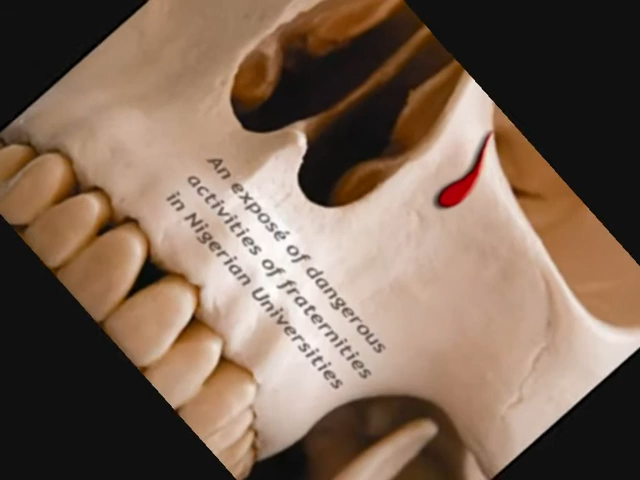 An exposé of dangerous
activities of fraternities
in Nigerian Universities